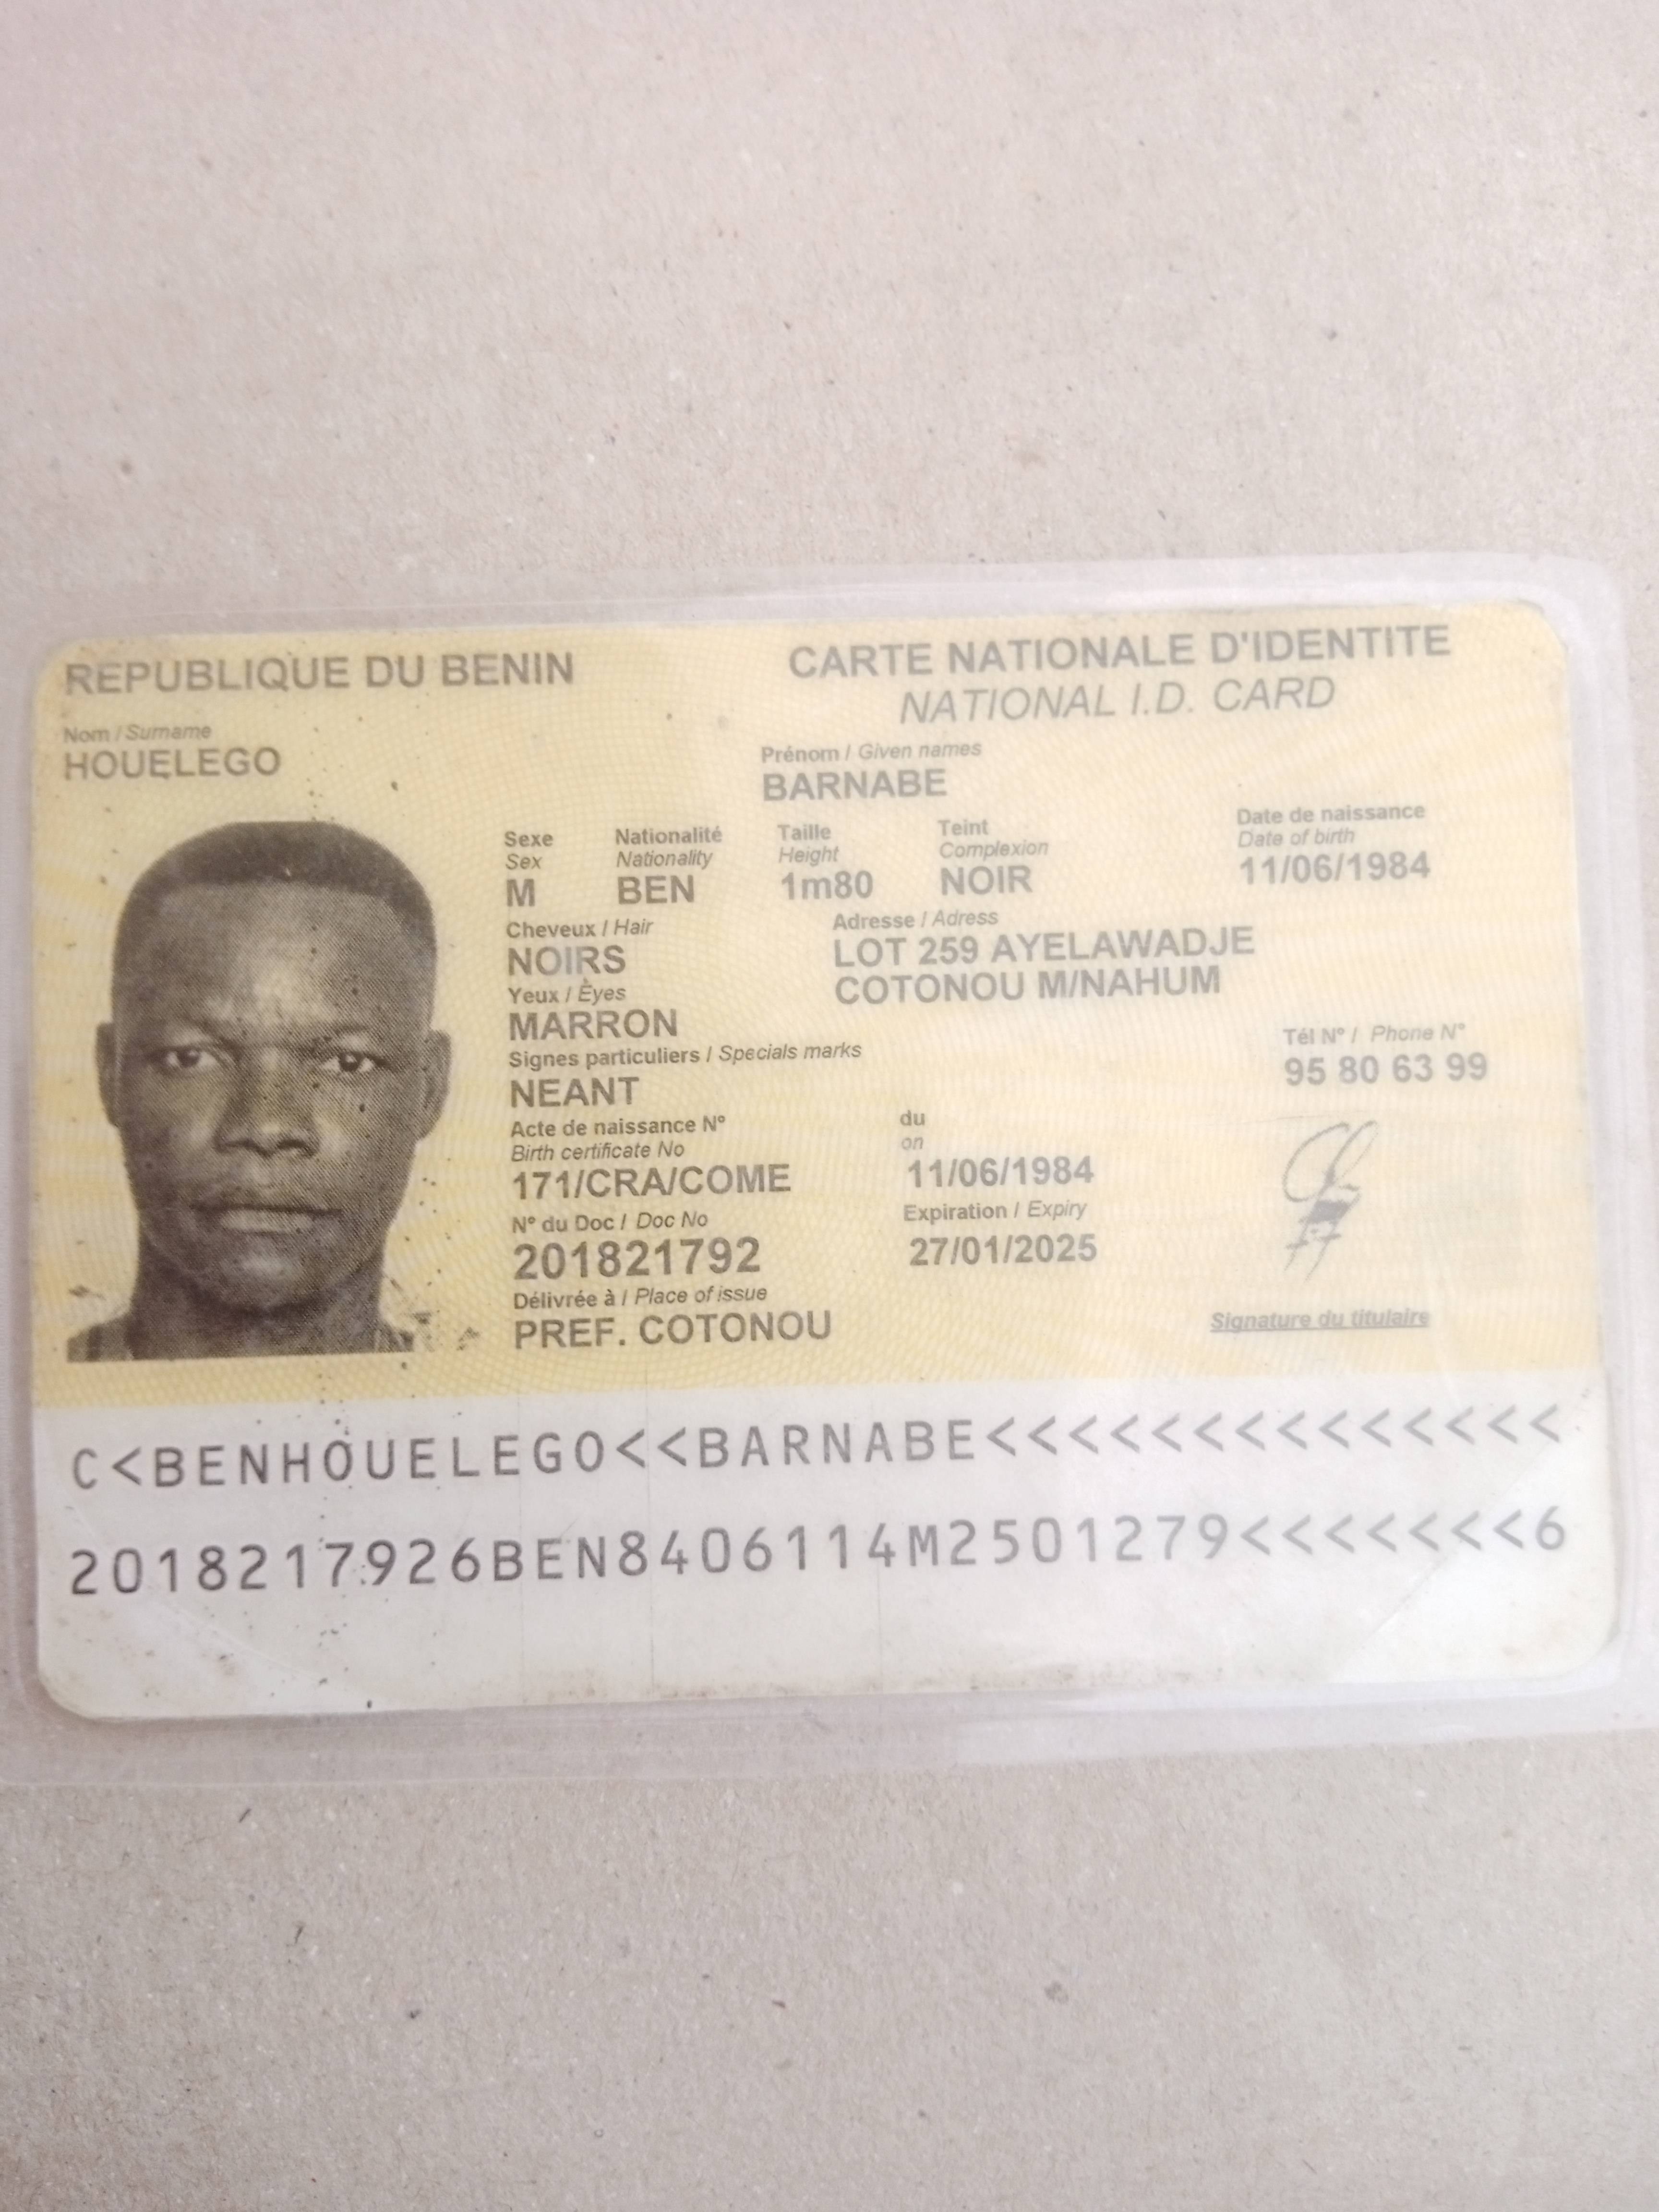 REPUBLIQUE DU BENIN
CARTE NATIONALE D'IDENTITE
NATIONAL I.D. CARD
Nom / Surname
HOUELEGO
Prénom / Given names
BARNABE
Sexe Nationalité Taille Teint Date de naissance
Sex Nationality Height Complexion Date of birth
M BEN 1m80 NOIR 11/06/1984
Cheveux / Hair
NOIRS
Adresse / Adress
LOT 259 AYELAWADJE
COTONOU M/NAHUM
Yeux / Eyes
MARRON
Tél N° / Phone N°
95 80 63 99
Signes particuliers / Specials marks
NEANT
Acte de naissance N° du
Birth certificate No on
171/CRA/COME 11/06/1984
N° du Doc / Doc No Expiration / Expiry
201821792 27/01/2025
Délivrée à / Place of issue
PREF. COTONOU
Signature du titulaire
C<BENHOUELEGO<<BARNABE<<<<<<<<<<<<<<
2018217926BEN8406114M2501279<<<<<<<6